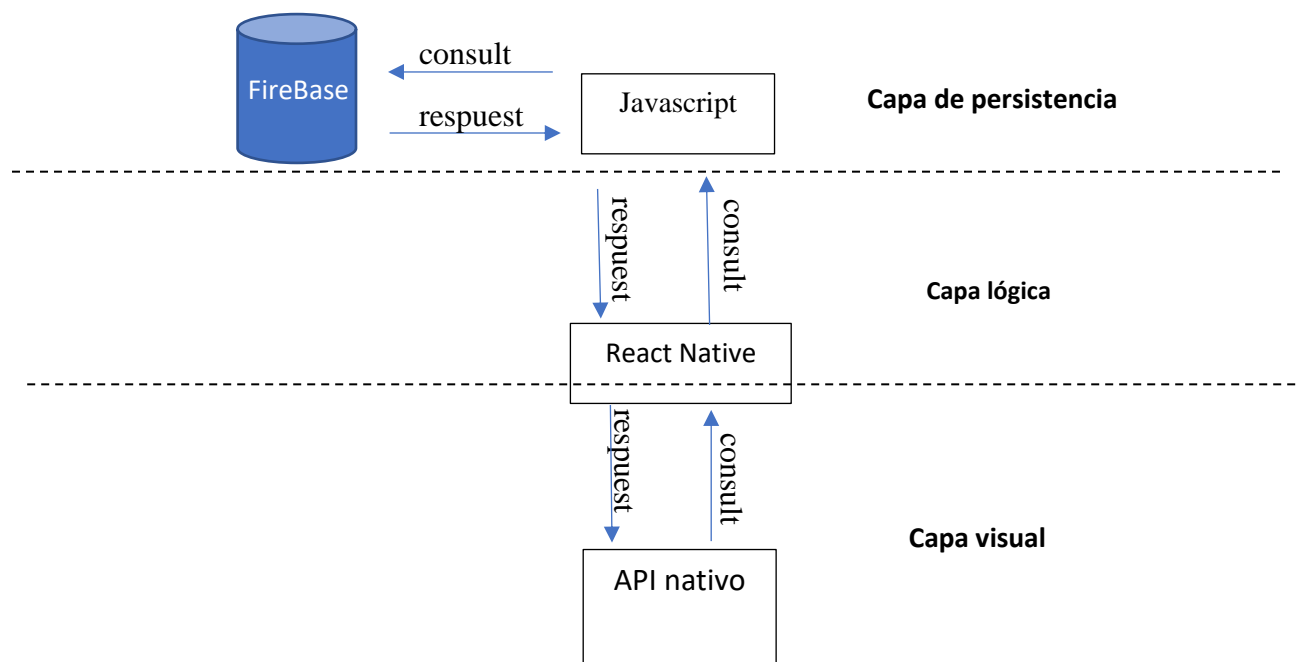 consult
FireBase
respuest
Javascript
Capa de persistencia
respuest
consult
Capa lógica
React Native
respuest
consult
Capa visual
API nativo